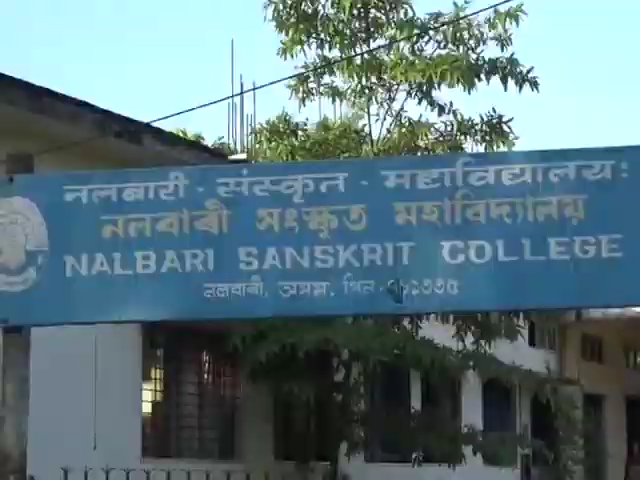 नलबारी - संस्कृत - महाविद्यालय:
নলবাৰী সংস্কৃত মহাবিদ্যালয়
NALBARI SANSKRIT COLLEGE
নলবাৰী, অসম, পিন -